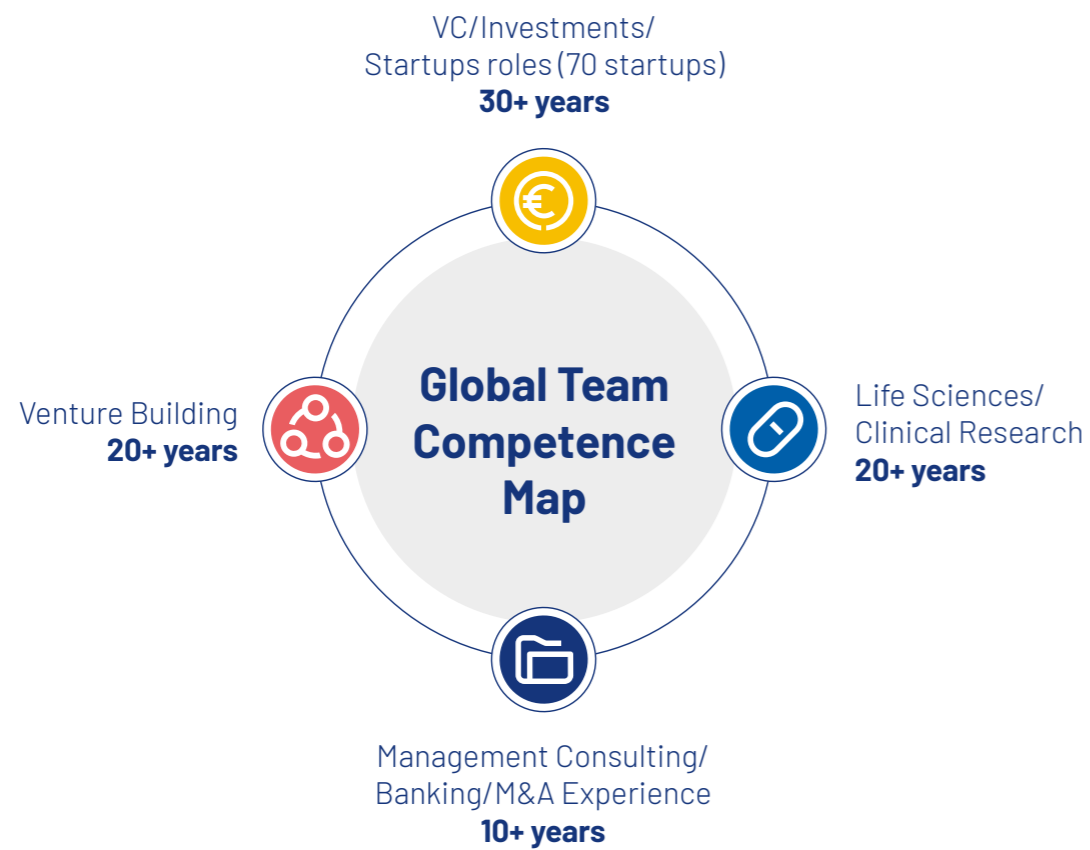 VC/Investments/
Startups roles (70 startups)
30+ years
Global Team
Competence
Map
Venture Building
20+ years
Life Sciences/
Clinical Research
20+ years
Management Consulting/
Banking/M&A Experience
10+ years